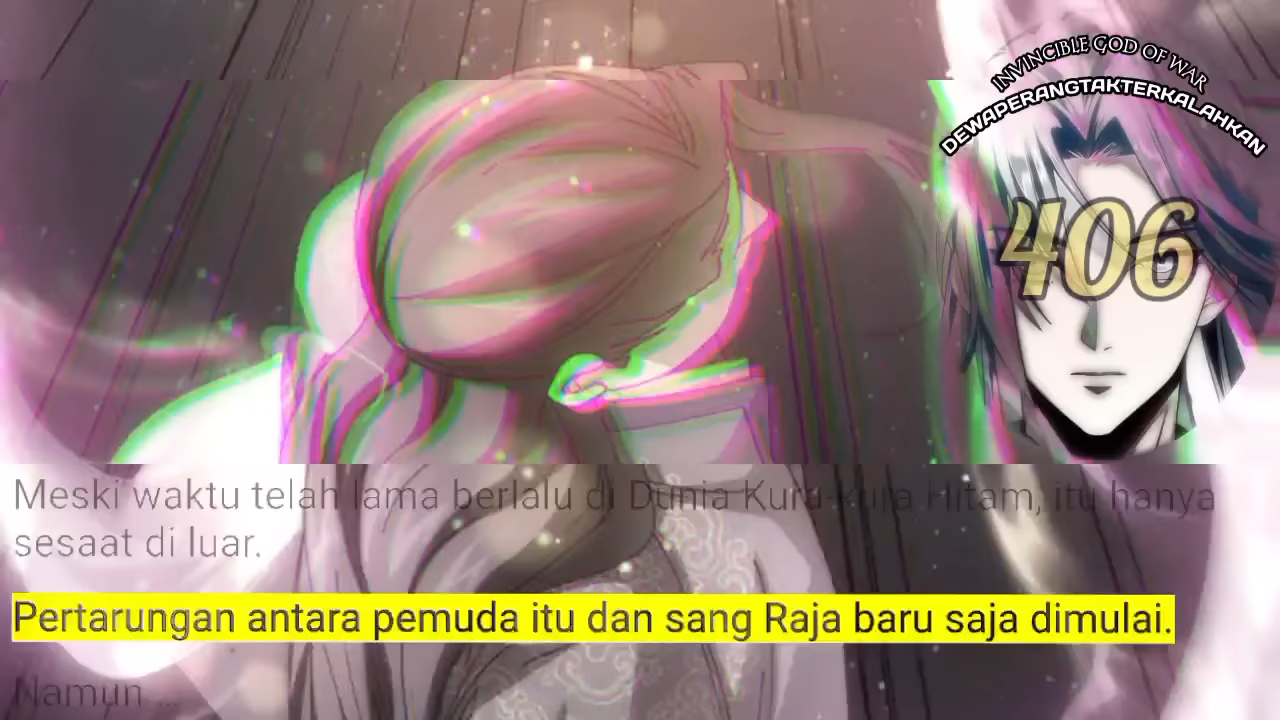 INVINCIBLE GOD OF WAR
DEWAPERANGTAKTERKALAHKAN
406
Meski waktu telah lama berlalu di Dunia Kura-kura Hitam, itu hanya
sesaat di luar.
Pertarungan antara pemuda itu dan sang Raja baru saja dimulai.
Namun ...